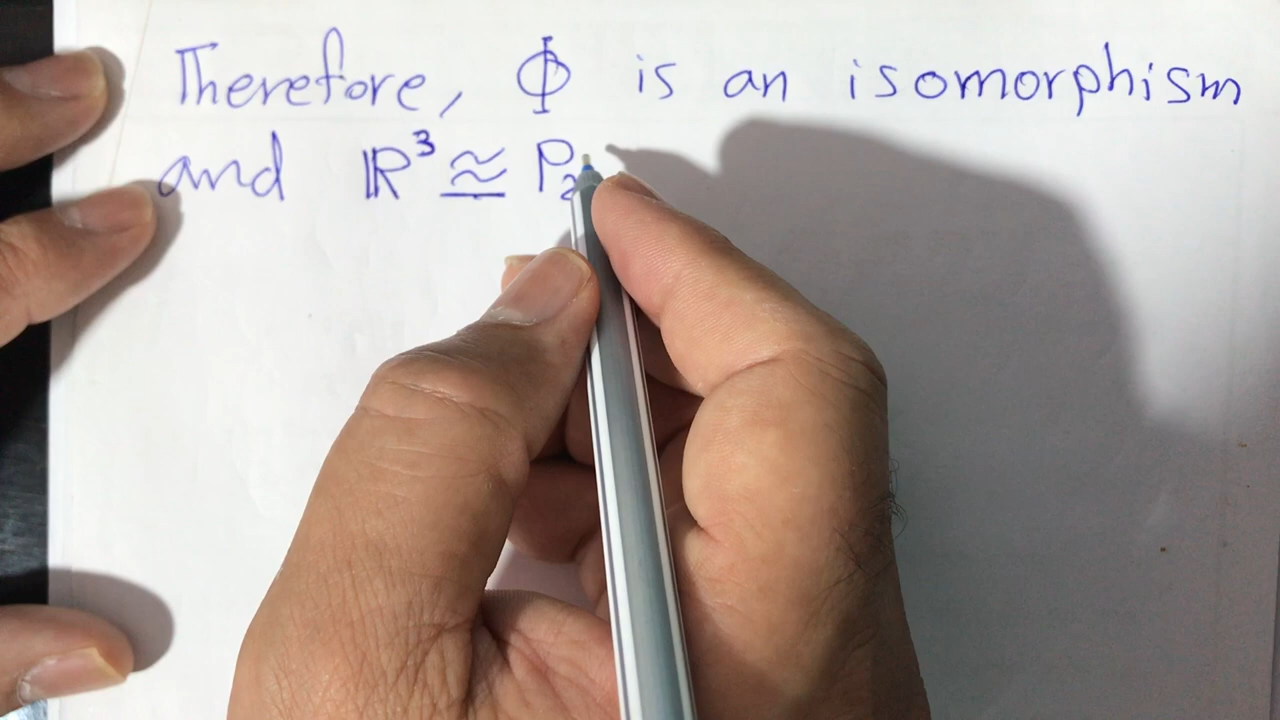 Therefore, Φ is an isomorphism
and ℝ³ ≅ P₂